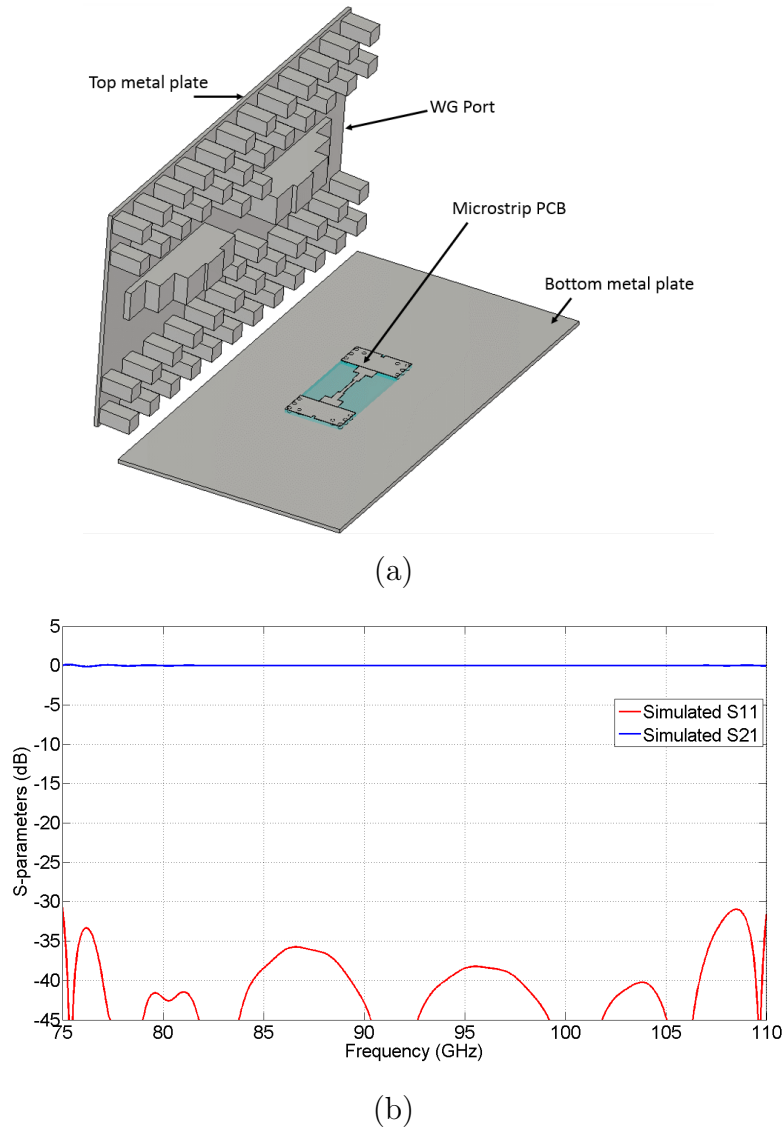 Top metal plate
WG Port
Microstrip PCB
Bottom metal plate
(a)
5
0
-5
-10
-15
-20
-25
-30
-35
-40
-45
S-parameters (dB)
Simulated S11
Simulated S21
75
80
85
90
95
100
105
110
Frequency (GHz)
(b)